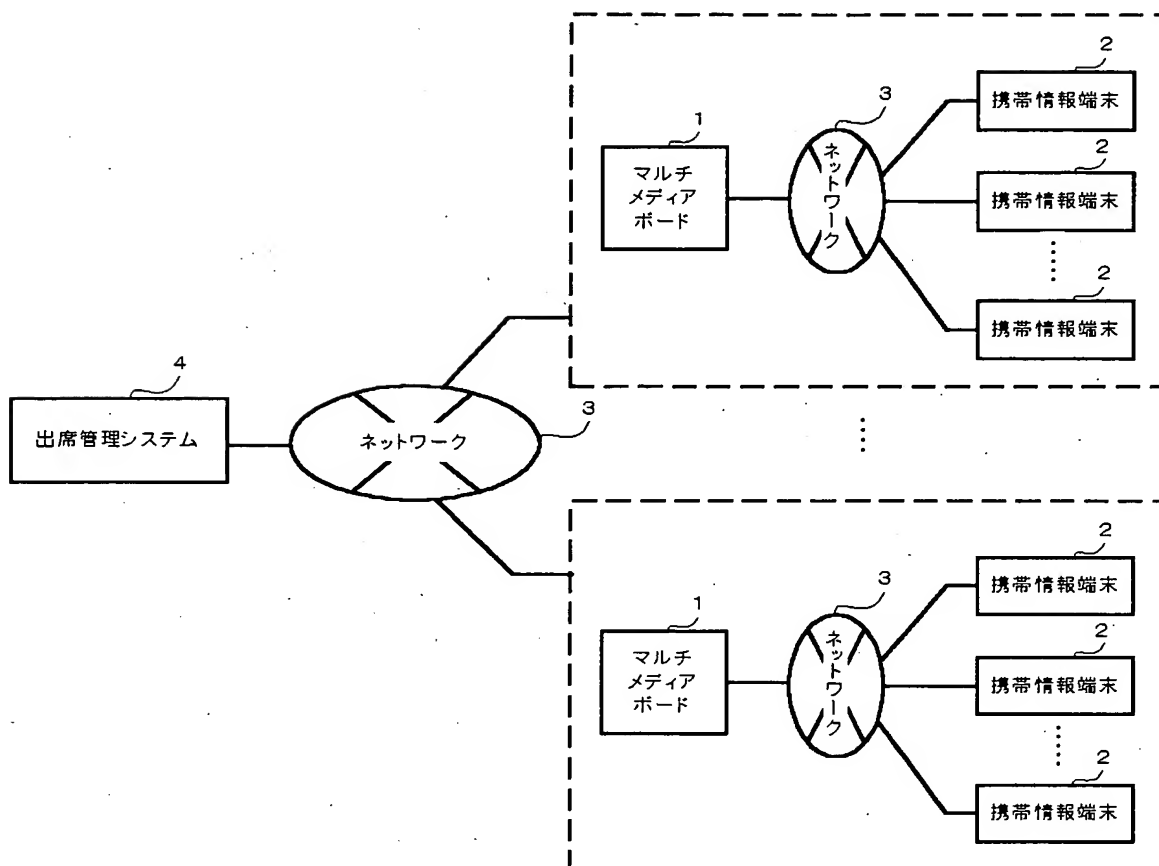 2
携帯情報端末
3
1
マルチ
メディア
ボード
ネットワーク
2
携帯情報端末
2
携帯情報端末
4
出席管理システム
3
ネットワーク
2
携帯情報端末
3
1
マルチ
メディア
ボード
ネットワーク
2
携帯情報端末
2
携帯情報端末